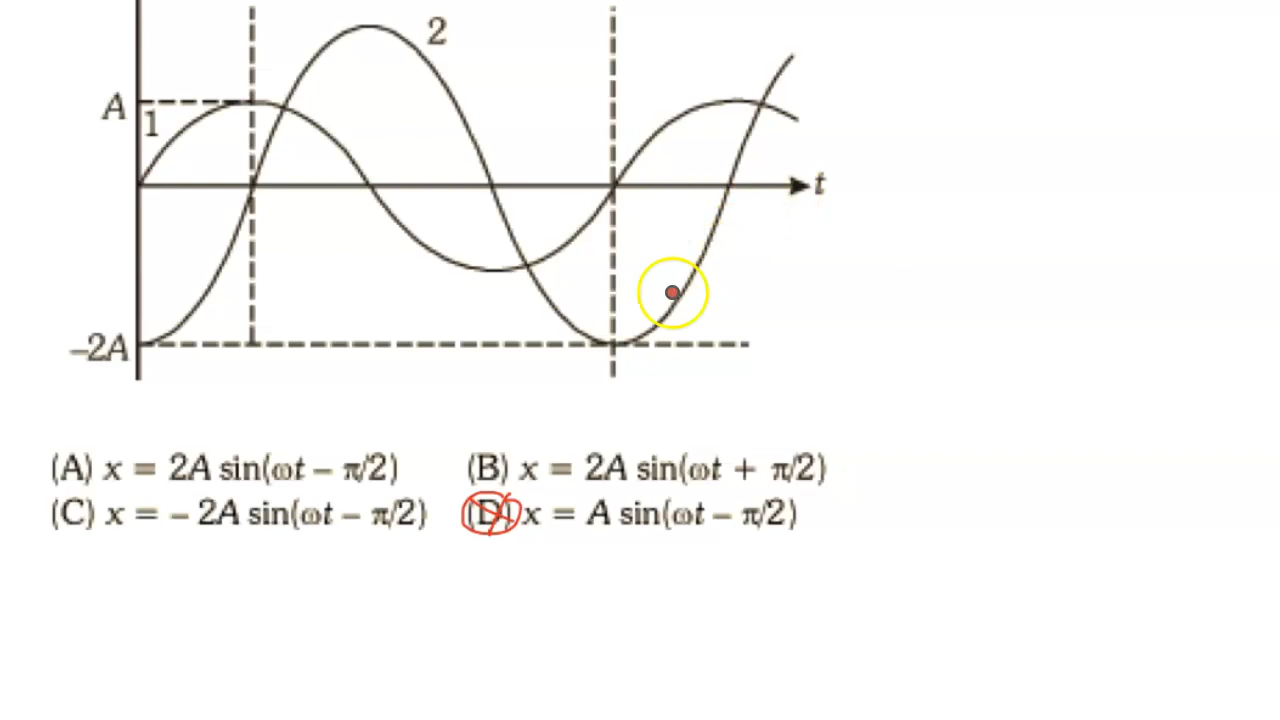 2
A
1
t
–2A
(A) x = 2A sin(ωt – π/2) (B) x = 2A sin(ωt + π/2)
(C) x = – 2A sin(ωt – π/2) (D) x = A sin(ωt – π/2)